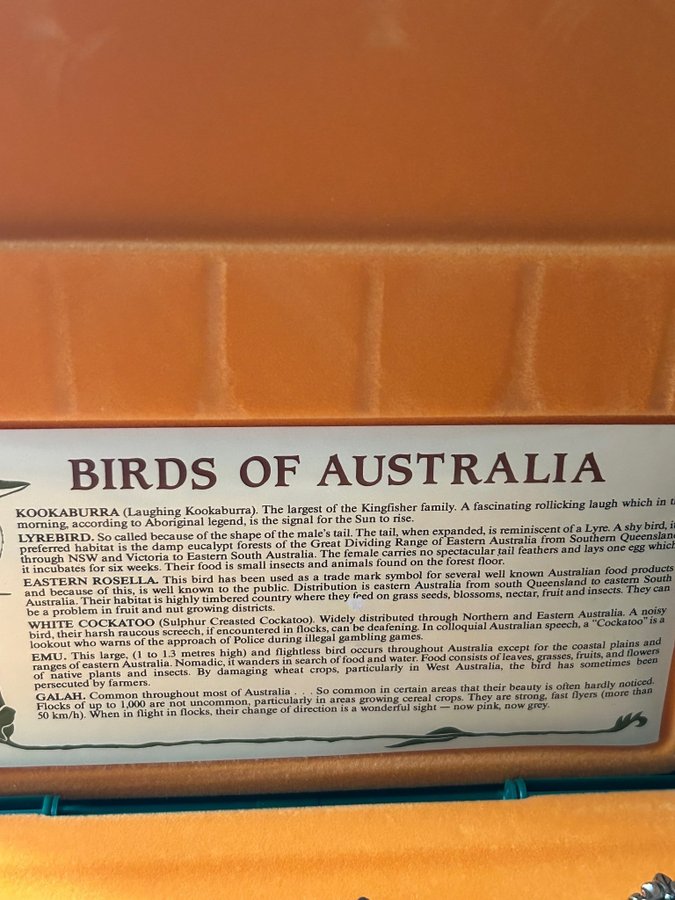 BIRDS OF AUSTRALIA
KOOKABURRA (Laughing Kookaburra). The largest of the Kingfisher family. A fascinating rollicking laugh which in
morning, according to Aboriginal legend, is the signal for the Sun to rise.
LYREBIRD. So called because of the shape of the male's tail. The tail, when expanded, is reminiscent of a Lyre. A shy bird,
preferred habitat is the damp eucalypt forests of the Great Dividing Range of Eastern Australia from Southern Queensland
through NSW and Victoria to Eastern South Australia. The female carries no spectacular tail feathers and lays one egg which
it incubates for six weeks. Their food is small insects and animals found on the forest floor.
EASTERN ROSELLA. This bird has been used as a trade mark symbol for several well known Australian food products
and because of this, is well known to the public. Distribution is eastern Australia from south Queensland to eastern South
Australia. Their habitat is highly timbered country where they feed on grass seeds, blossoms, nectar, fruit and insects. They can
be a problem in fruit and nut growing districts.
WHITE COCKATOO (Sulphur Creasted Cockatoo). Widely distributed through Northern and Eastern Australia. A noisy
bird, their harsh raucous screech, if encountered in flocks, can be deafening. In colloquial Australian speech, a "Cockatoo" is a
lookout who warns of the approach of Police during illegal gambling games.
EMU. This large, (1 to 1.3 metres high) and flightless bird occurs throughout Australia except for the coastal plains and
ranges of eastern Australia. Nomadic, it wanders in search of food and water. Food consists of leaves, grasses, fruits, and flowers
of native plants and insects. By damaging wheat crops, particularly in West Australia, the bird has sometimes been
persecuted by farmers.
GALAH. Common throughout most of Australia . . . So common in certain areas that their beauty is often hardly noticed.
Flocks of up to 1,000 are not uncommon, particularly in areas growing cereal crops. They are strong, fast flyers (more than
50 km/h). When in flight in flocks, their change of direction is a wonderful sight — now pink, now grey.